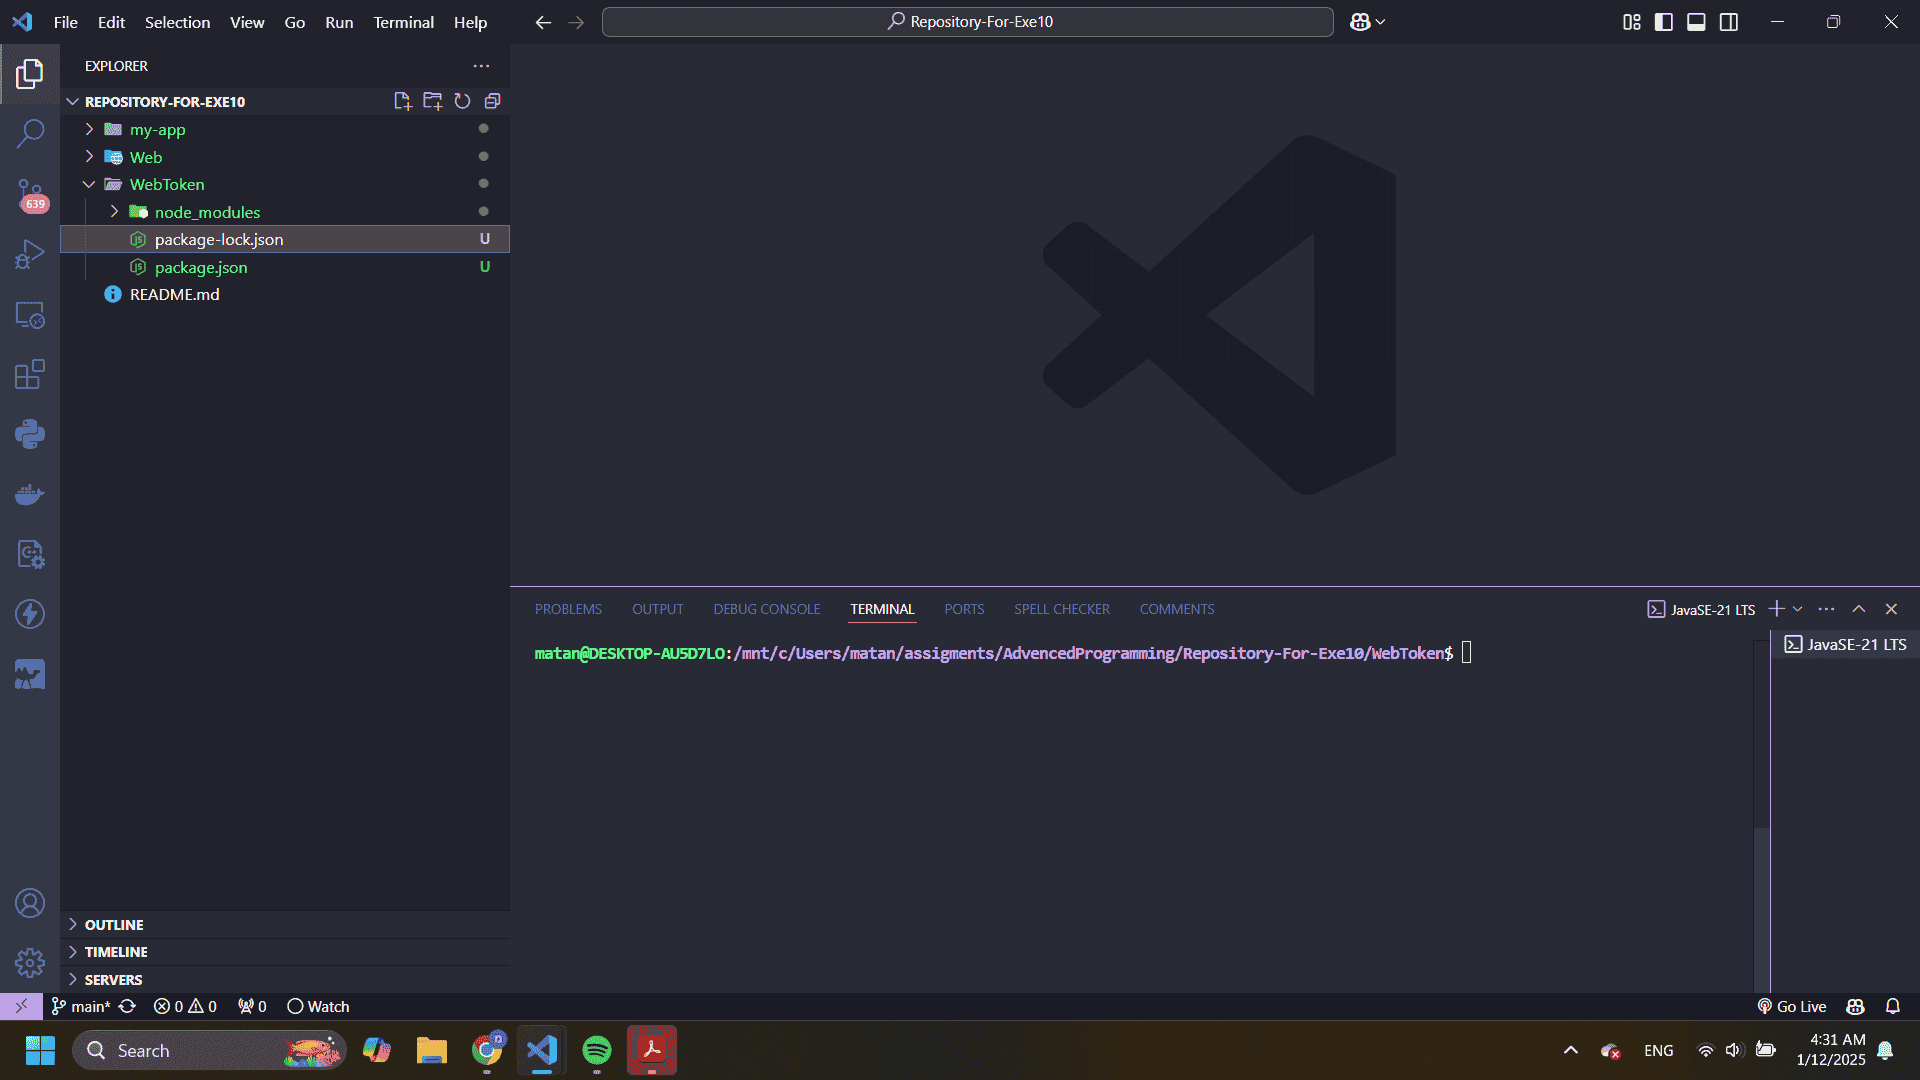 File Edit Selection View Go Run Terminal Help
Repository-For-Exe10
EXPLORER
REPOSITORY-FOR-EXE10
my-app
Web
WebToken
node_modules
package-lock.json U
package.json U
README.md
639
PROBLEMS OUTPUT DEBUG CONSOLE TERMINAL PORTS SPELL CHECKER COMMENTS
JavaSE-21 LTS
JavaSE-21 LTS
matan@DESKTOP-AU5D7LO:/mnt/c/Users/matan/assigments/AdvencedProgramming/Repository-For-Exe10/WebToken$
OUTLINE
TIMELINE
SERVERS
main* 0 0 0 Watch
Go Live
Search
ENG
4:31 AM
1/12/2025